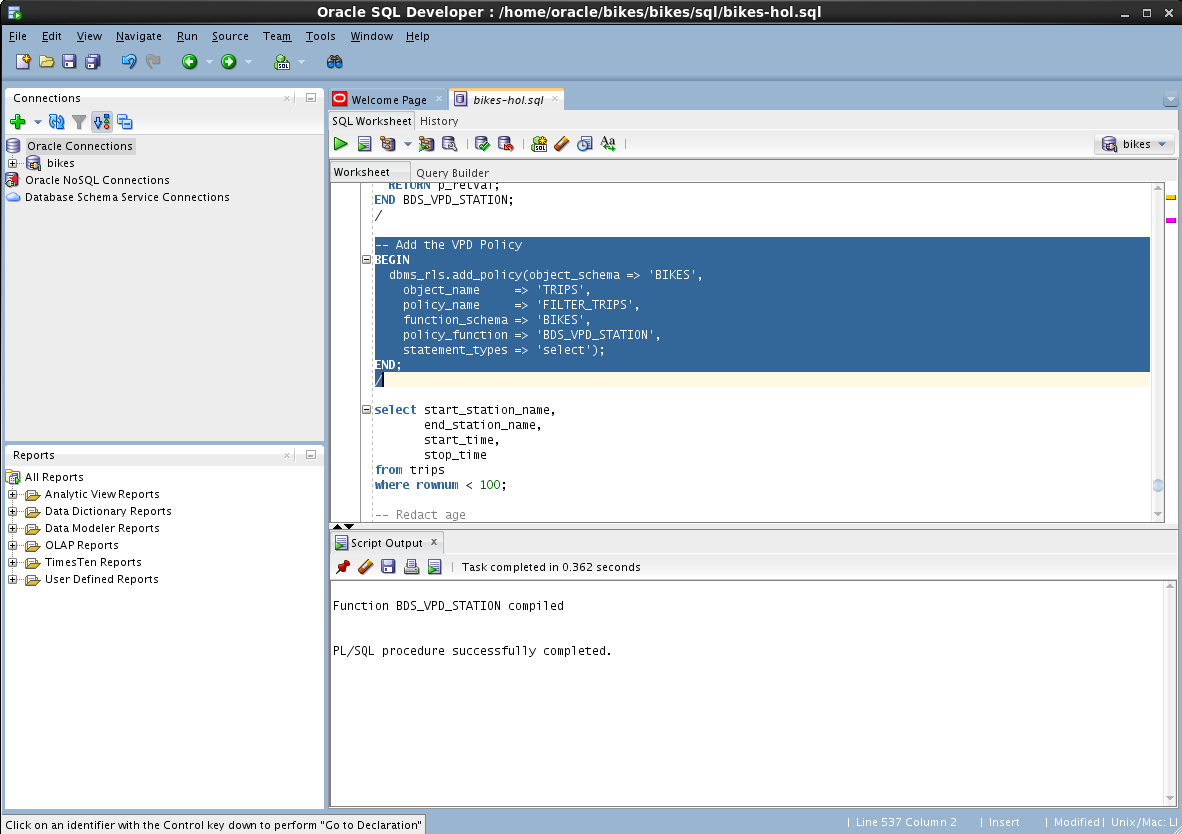 Oracle SQL Developer : /home/oracle/bikes/bikes/sql/bikes-hol.sql
File Edit View Navigate Run Source Team Tools Window Help
Connections
Oracle Connections
bikes
Oracle NoSQL Connections
Database Schema Service Connections
Reports
All Reports
Analytic View Reports
Data Dictionary Reports
Data Modeler Reports
OLAP Reports
TimesTen Reports
User Defined Reports
Welcome Page
bikes-hol.sql
SQL Worksheet History
bikes
Worksheet Query Builder
RETURN p_retval;
END BDS_VPD_STATION;
/
-- Add the VPD Policy
BEGIN
dbms_rls.add_policy(object_schema => 'BIKES',
object_name => 'TRIPS',
policy_name => 'FILTER_TRIPS',
function_schema => 'BIKES',
policy_function => 'BDS_VPD_STATION',
statement_types => 'select');
END;
/
select start_station_name,
end_station_name,
start_time,
stop_time
from trips
where rownum < 100;
-- Redact age
Script Output
Task completed in 0.362 seconds
Function BDS_VPD_STATION compiled
PL/SQL procedure successfully completed.
Click on an identifier with the Control key down to perform "Go to Declaration"
| Line 537 Column 2 | Insert | Modified | Unix/Mac: LI